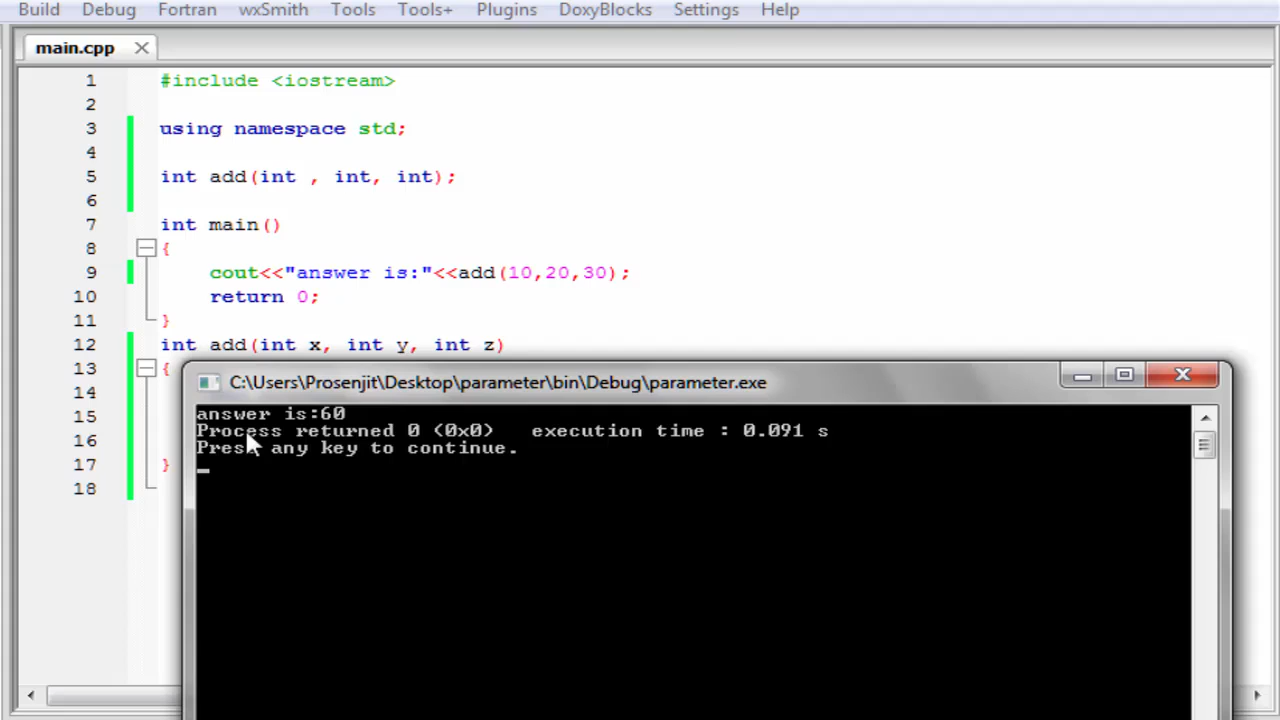 Build Debug Fortran wxSmith Tools Tools+ Plugins DoxyBlocks Settings Help
main.cpp
1 #include <iostream>
2
3 using namespace std;
4
5 int add(int , int, int);
6
7 int main()
8 {
9 cout<<"answer is:"<<add(10,20,30);
10 return 0;
11 }
12 int add(int x, int y, int z)
13 {
14
15
16
17 }
18
C:\Users\Prosenjit\Desktop\parameter\bin\Debug\parameter.exe
answer is:60
Process returned 0 (0x0) execution time : 0.091 s
Press any key to continue.